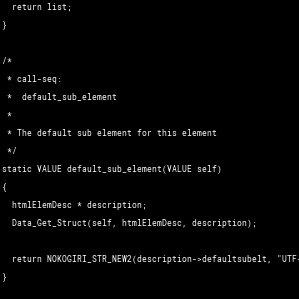 return list;
}
/*
* call-seq:
* default_sub_element
*
* The default sub element for this element
*/
static VALUE default_sub_element(VALUE self)
{
htmlElemDesc * description;
Data_Get_Struct(self, htmlElemDesc, description);
return NOKOGIRI_STR_NEW2(description->defaultsubelt, "UTF-
}